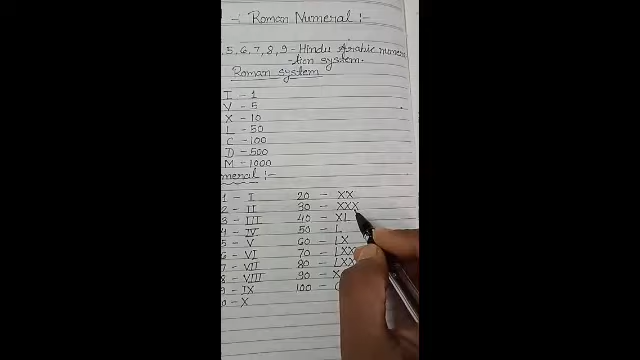 :- Roman Numeral :-
5, 6, 7, 8, 9 - Hindu Arabic numera
-tion system.
Roman system
I - 1
V - 5
X - 10
L - 50
C - 100
D - 500
M - 1000
umeral :-
1 - I
2 - II
3 - III
4 - IV
5 - V
6 - VI
7 - VII
8 - VIII
9 - IX
0 - X
20 - XX
30 - XXX
40 - XL
50 - L
60 - LX
70 - LXX
80 - LXX
90 - X
100 -